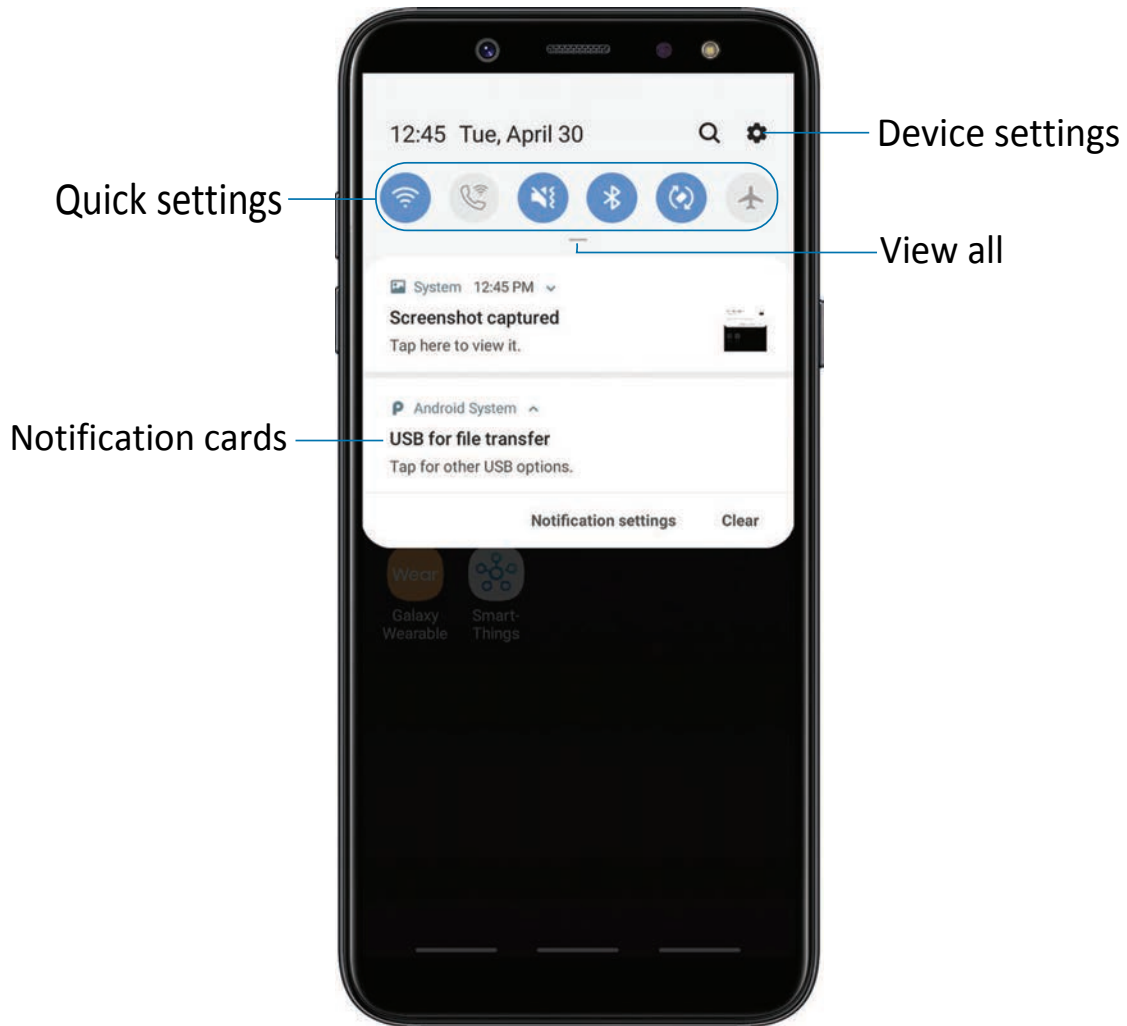 12:45 Tue, April 30
Device settings
Quick settings
View all
System 12:45 PM
Screenshot captured
Tap here to view it.
Android System
Notification cards
USB for file transfer
Tap for other USB options.
Notification settings Clear
Wear
Galaxy Smart-
Wearable Things